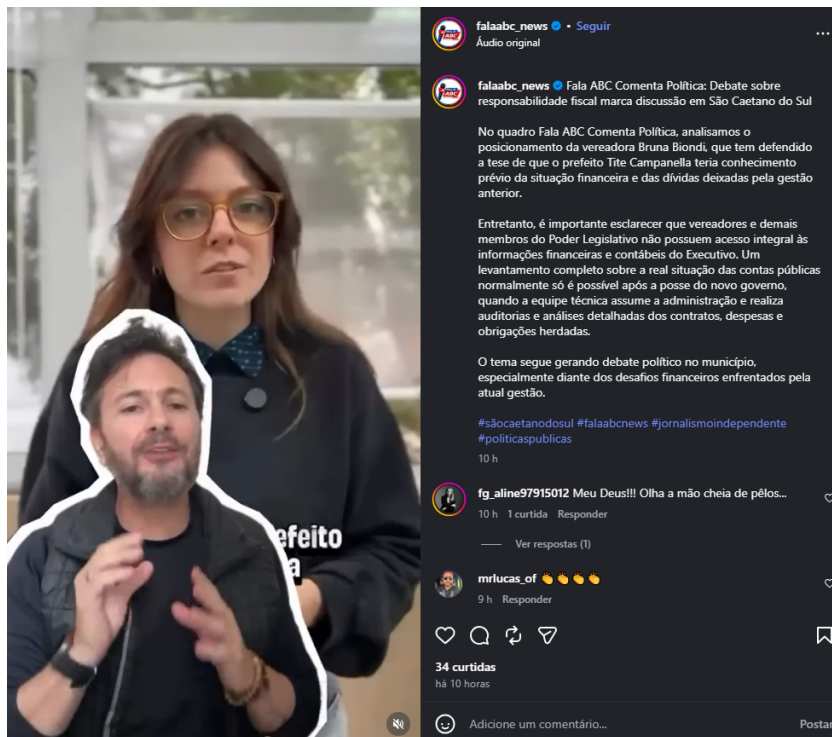 falaabc_news • Seguir
Áudio original
falaabc_news Fala ABC Comenta Política: Debate sobre
responsabilidade fiscal marca discussão em São Caetano do Sul
No quadro Fala ABC Comenta Política, analisamos o
posicionamento da vereadora Bruna Biondi, que tem defendido
a tese de que o prefeito Tite Campanella teria conhecimento
prévio da situação financeira e das dívidas deixadas pela gestão
anterior.
Entretanto, é importante esclarecer que vereadores e demais
membros do Poder Legislativo não possuem acesso integral às
informações financeiras e contábeis do Executivo. Um
levantamento completo sobre a real situação das contas públicas
normalmente só é possível após a posse do novo governo,
quando a equipe técnica assume a administração e realiza
auditorias e análises detalhadas dos contratos, despesas e
obrigações herdadas.
O tema segue gerando debate político no município,
especialmente diante dos desafios financeiros enfrentados pela
atual gestão.
#sãocaetanodosul #falaabcnews #jornalismoindependente
#politicaspublicas
10 h
fg_aline97915012 Meu Deus!!! Olha a mão cheia de pêlos...
10 h 1 curtida Responder
Ver respostas (1)
mrlucas_of 👏👏👏👏
9 h Responder
34 curtidas
há 10 horas
Adicione um comentário...
Postar
efeito
a